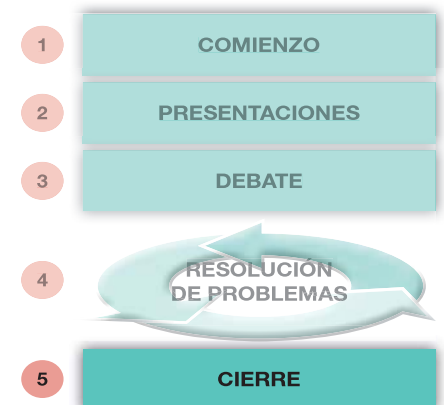 1 COMIENZO
2 PRESENTACIONES
3 DEBATE
4 RESOLUCIÓN
DE PROBLEMAS
5 CIERRE